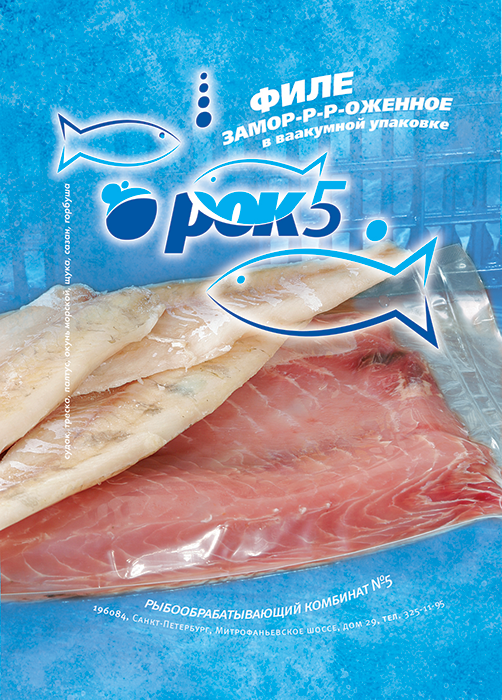 ФИЛЕ
ЗАМОР-Р-Р-ОЖЕННОЕ
в ваакумной упаковке
рок5
судак, треска, палтус, окунь морской, щука, сазан, горбуша
РЫБООБРАБАТЫВАЮЩИЙ КОМБИНАТ №5
196084, Санкт-Петербург, Митрофаньевское шоссе, дом 29, тел. 325-11-95